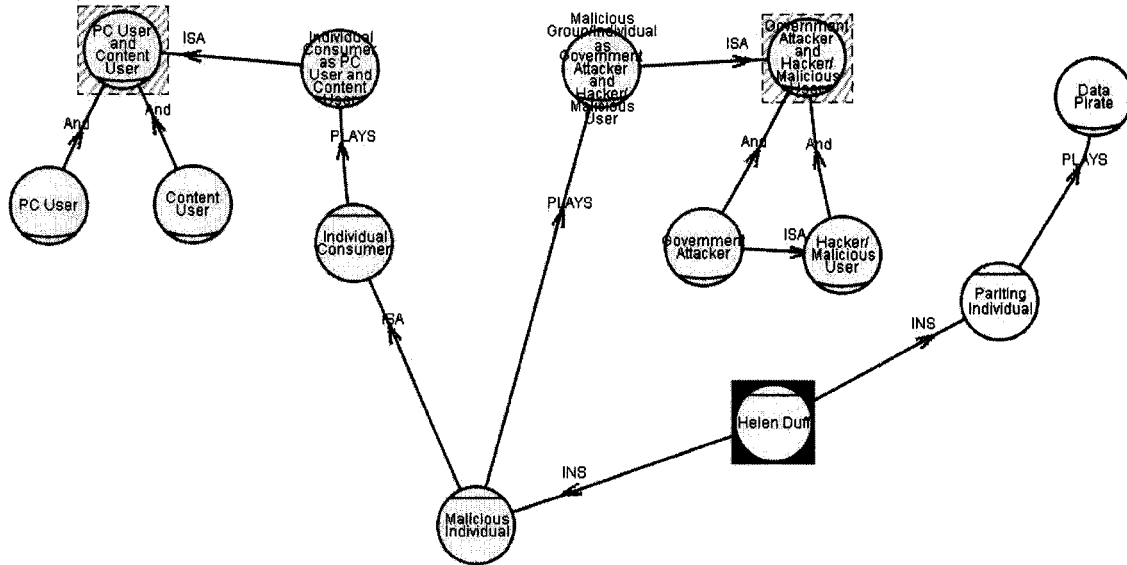 PC User
and
Content
User
ISA
Individual
Consumer
as PC
User and
Content
User
Malicious
Group/Individual
as
Government
Attacker
and
Hacker/
Malicious User
ISA
Government
Attacker
and
Hacker/
Malicious
User
Data
Pirate
And
And
PLAYS
And
And
PLAYS
PC User
Content
User
Individual
Consumer
PLAYS
Government
Attacker
ISA
Hacker/
Malicious
User
Pariting
Individual
ISA
INS
Helen Duff
INS
Malicious
Individual